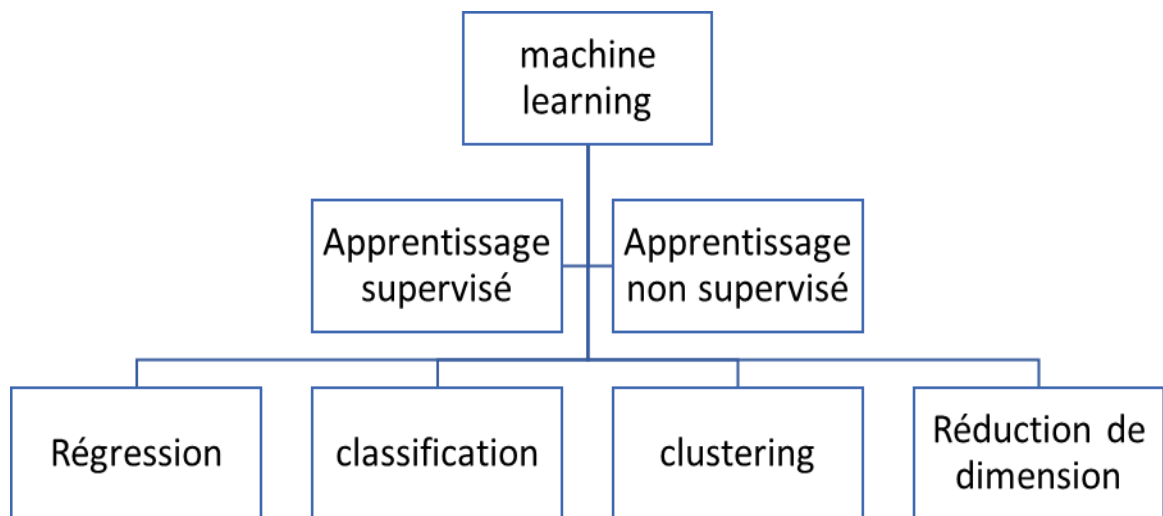 machine
learning
Apprentissage
supervisé
Apprentissage
non supervisé
Régression
classification
clustering
Réduction de
dimension